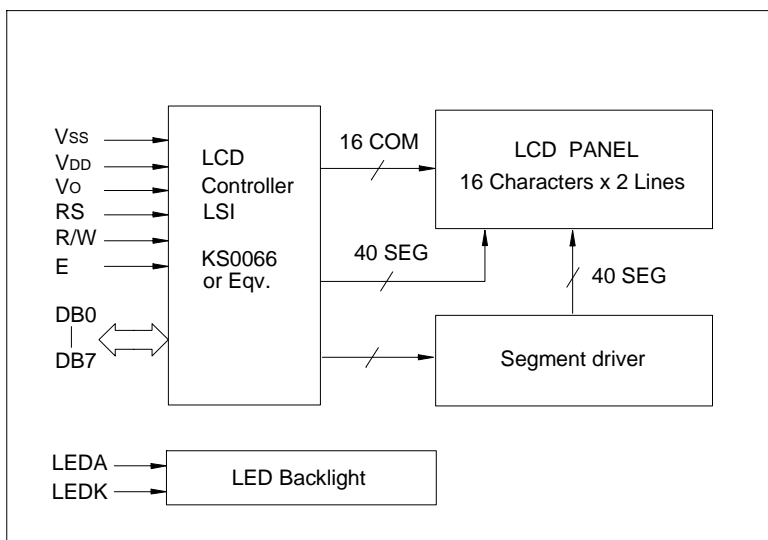 VSS
VDD
VO
RS
R/W
E
DB0
DB7
LCD
Controller
LSI
KS0066
or Eqv.
16 COM
40 SEG
LCD PANEL
16 Characters x 2 Lines
40 SEG
Segment driver
LEDA
LEDK
LED Backlight